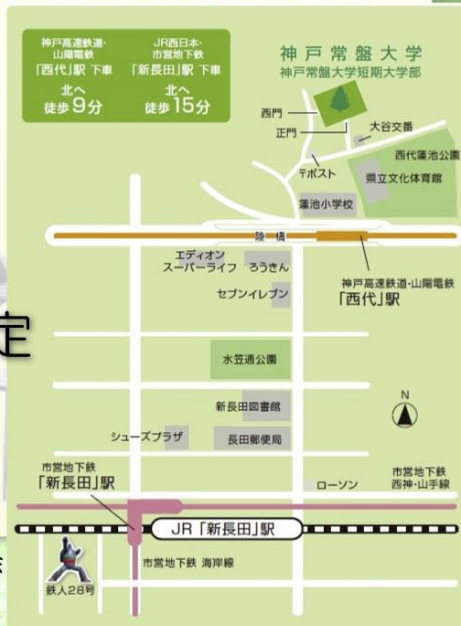 神戸高速鉄道・
山陽電鉄
「西代」駅 下車
北へ
徒歩9分
JR西日本・
市営地下鉄
「新長田」駅 下車
北へ
徒歩15分
神戸常盤大学
神戸常盤大学短期大学部
西門
正門
大谷交番
〒ポスト
西代蓮池公園
県立文化体育館
蓮池小学校
陸橋
エディオン
スーパーライフ
ろうきん
神戸高速鉄道・山陽電鉄
「西代」駅
セブンイレブン
定
水笠通公園
N
新長田図書館
シューズプラザ
長田郵便局
市営地下鉄
「新長田」駅
ローソン
市営地下鉄
西神・山手線
JR「新長田」駅
市営地下鉄 海岸線
鉄人28号